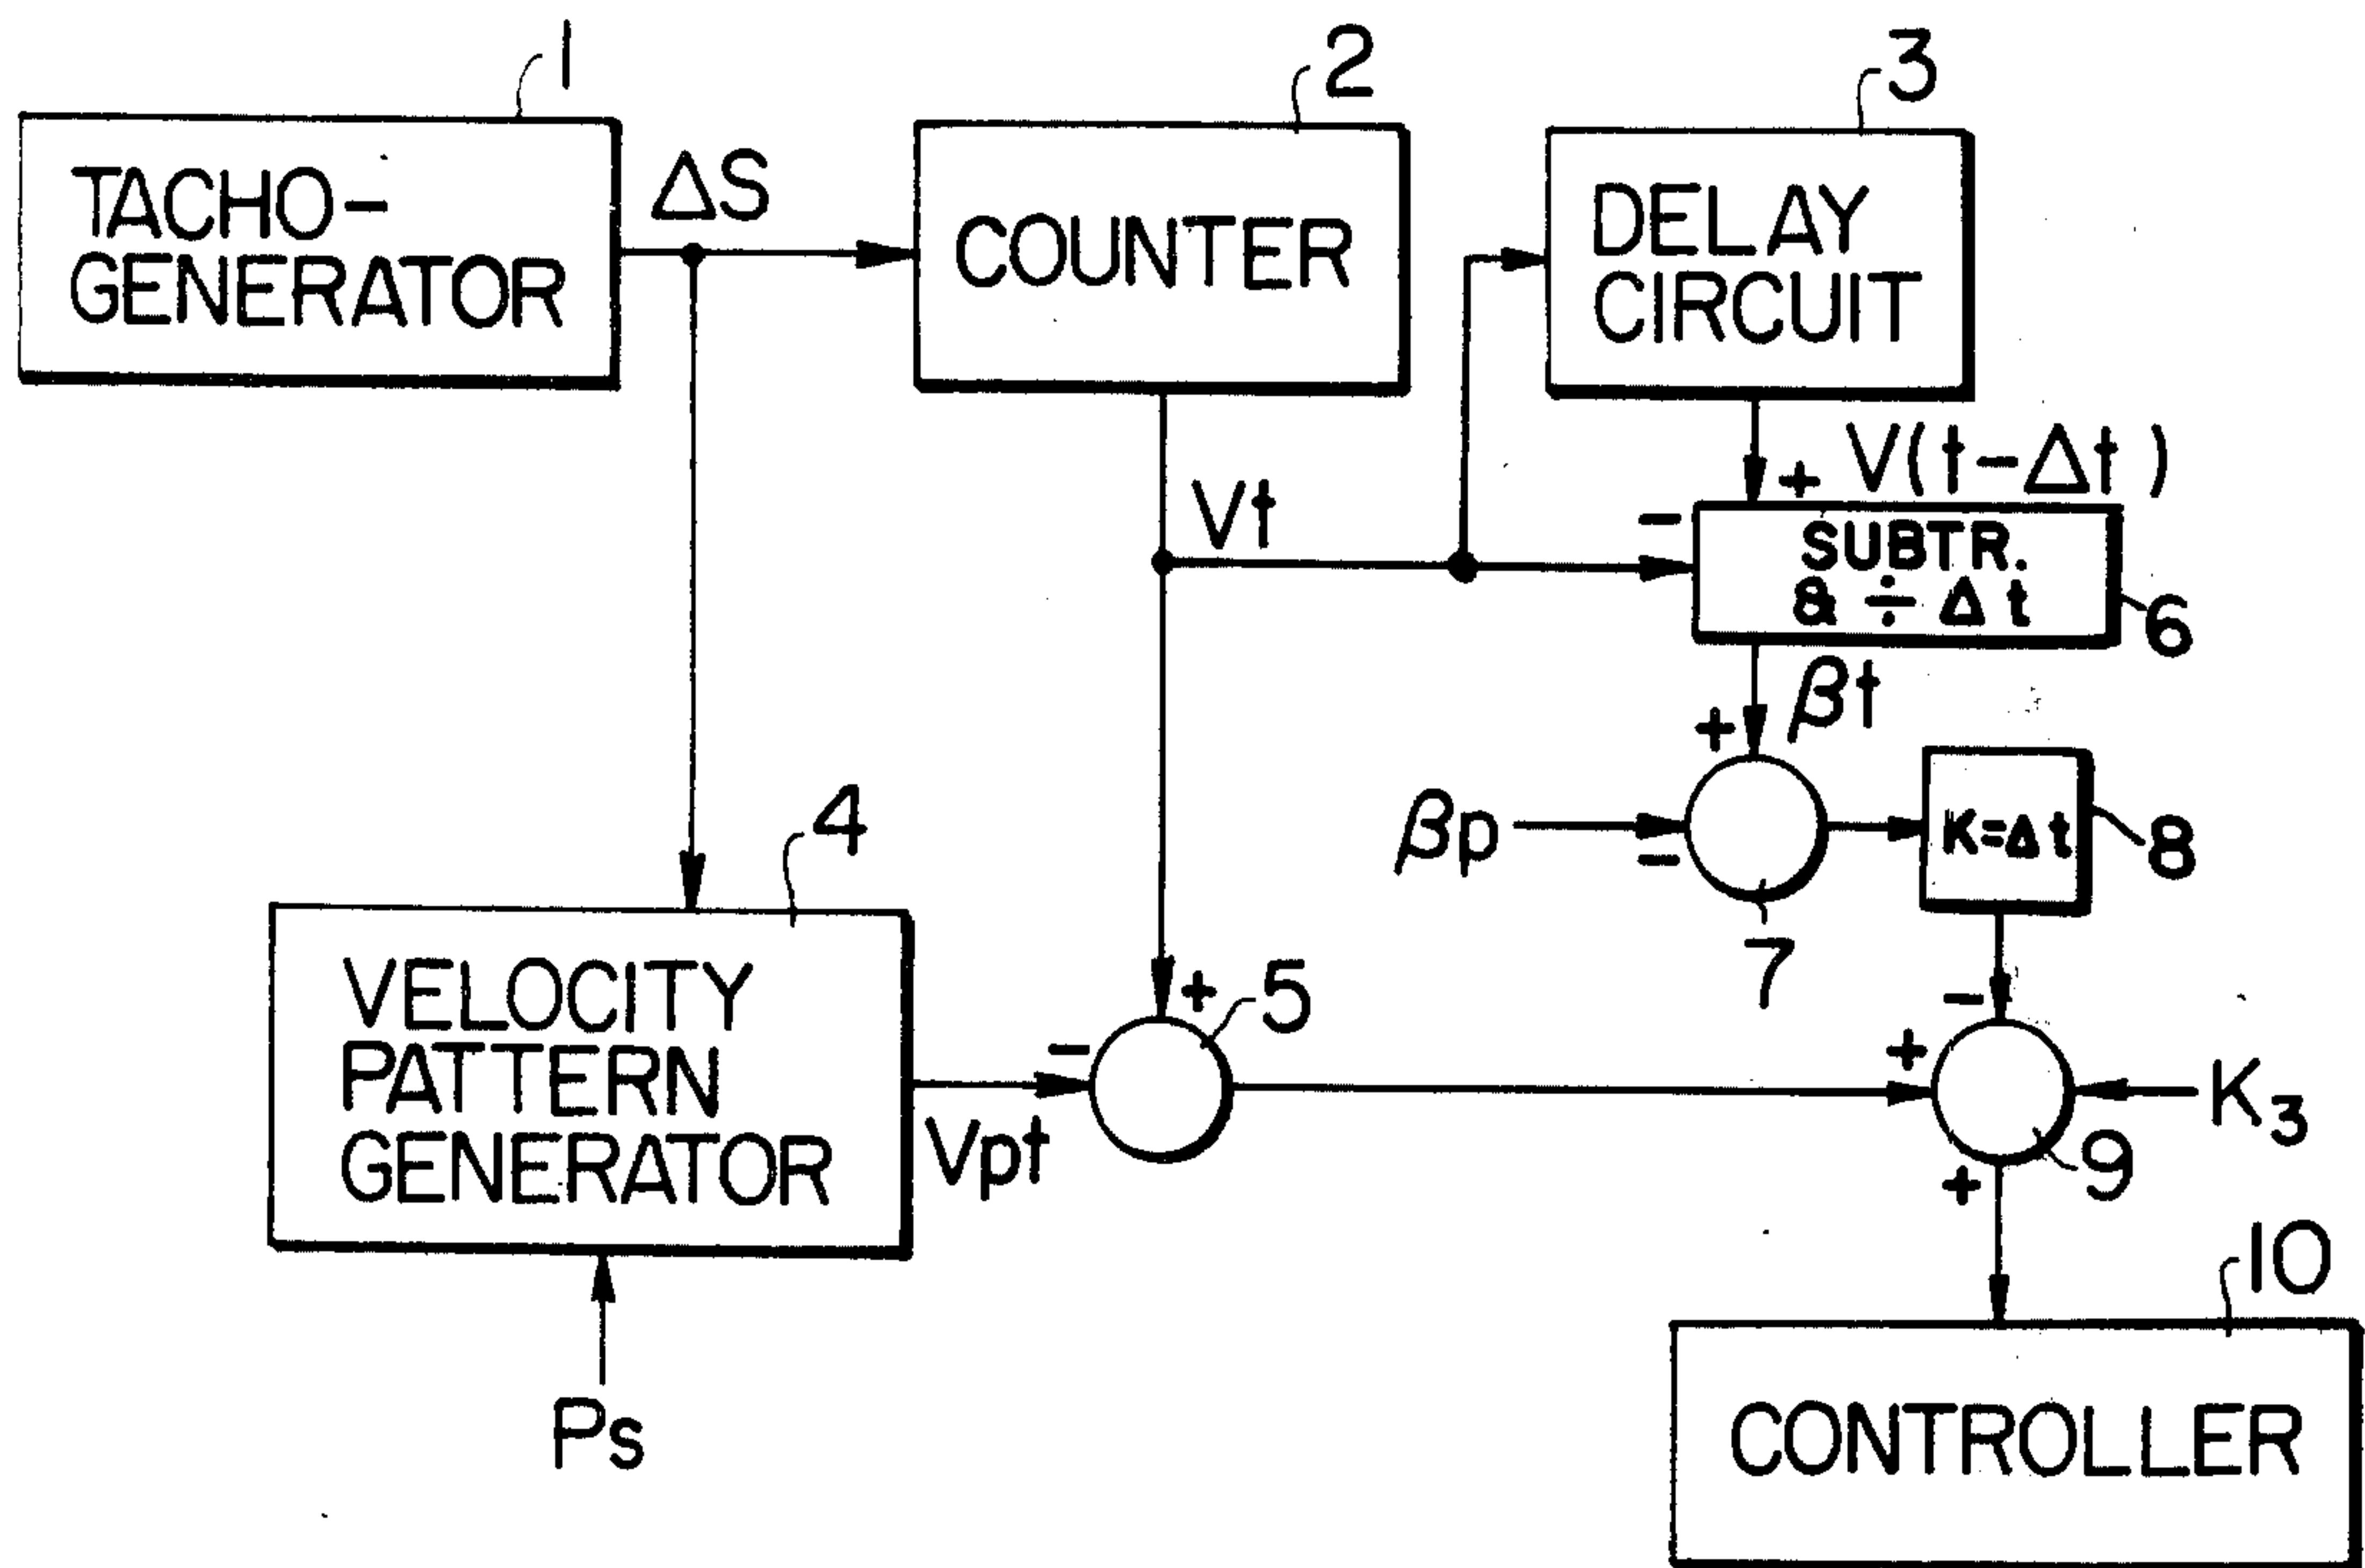 1
TACHO-
GENERATOR
ΔS
2
COUNTER
3
DELAY
CIRCUIT
+ V(t-Δt)
Vt
-
SUBTR.
& ÷ Δt
6
βt
+
βp
-
7
K=Δt
8
4
VELOCITY
PATTERN
GENERATOR
Vpt
Ps
+
-
5
-
+
K3
+
9
10
CONTROLLER